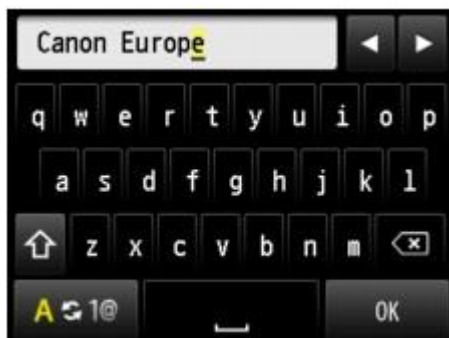 Canon Europe
q w e r t y u i o p
a s d f g h j k l
z x c v b n m
A 1@ OK